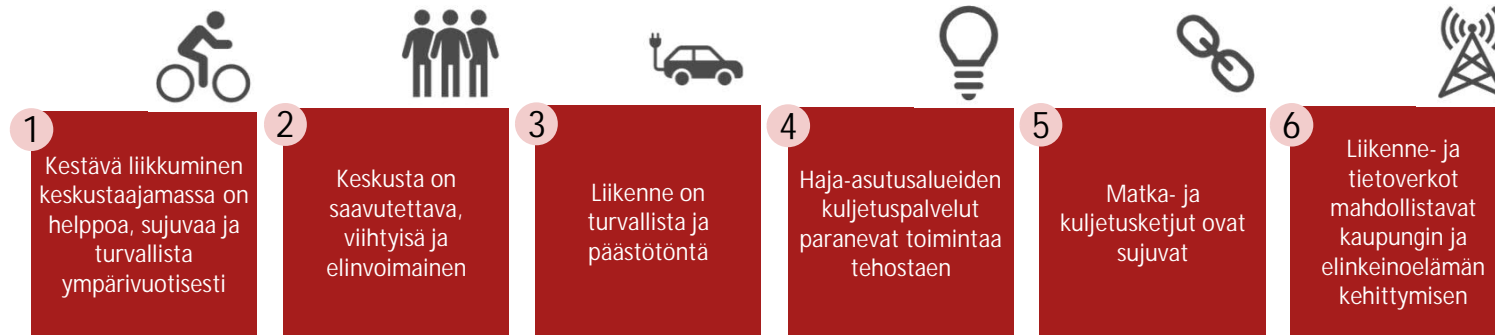 1
Kestävä liikkuminen
keskustaajamassa on
helppoa, sujuvaa ja
turvallista
ympärivuotisesti
2
Keskusta on
saavutettava,
viihtyisä ja
elinvoimainen
3
Liikenne on
turvallista ja
päästötöntä
4
Haja-asutusalueiden
kuljetuspalvelut
paranevat toimintaa
tehostaen
5
Matka- ja
kuljetusketjut ovat
sujuvat
6
Liikenne- ja
tietoverkot
mahdollistavat
kaupungin ja
elinkeinoelämän
kehittymisen